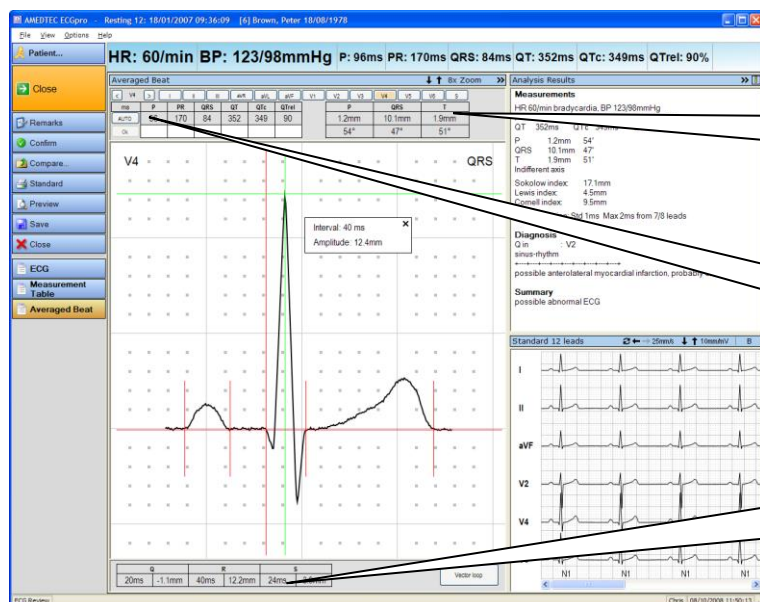 AMEDTEC ECGpro - Resting 12: 18/01/2007 09:36:09 [6] Brown, Peter 18/08/1978
File View Options Help
Patient...
HR: 60/min BP: 123/98mmHg P: 96ms PR: 170ms QRS: 84ms QT: 352ms QTc: 349ms QTrel: 90%
Close
Remarks
Confirm
Compare...
Standard
Preview
Save
Close
ECG
Measurement Table
Averaged Beat
Averaged Beat 8x Zoom >>
< V4 > I II III aVR aVL aVF V1 V2 V3 V4 V5 V6 S
ms P PR QRS QT QTc QTrel
AUTO 170 84 352 349 90
Ok
P QRS T
1.2mm 10.1mm 1.9mm
54° 47° 51°
V4 QRS
Interval: 40 ms
Amplitude: 12.4mm
Q R S
20ms -1.1mm 40ms 12.2mm 24ms
Vector loop
Analysis Results >>
Measurements
HR 60/min bradycardia, BP 123/98mmHg
QT 352ms QTc 349ms
P 1.2mm 54'
QRS 10.1mm 47'
T 1.9mm 51'
Indifferent axis
Sokolow index: 17.1mm
Lewis index: 4.5mm
Cornell index: 9.5mm
Std 1ms Max 2ms from 7/8 leads
Diagnosis
Q in : V2
sinus-rhythm
possible anterolateral myocardial infarction, probably
Summary
possible abnormal ECG
Standard 12 leads 25mm/s 10mm/mV B
I
II
aVF
V2
V4
N1 N1 N1 N1
ECG Review
Chris 08/10/2008 11:50:13